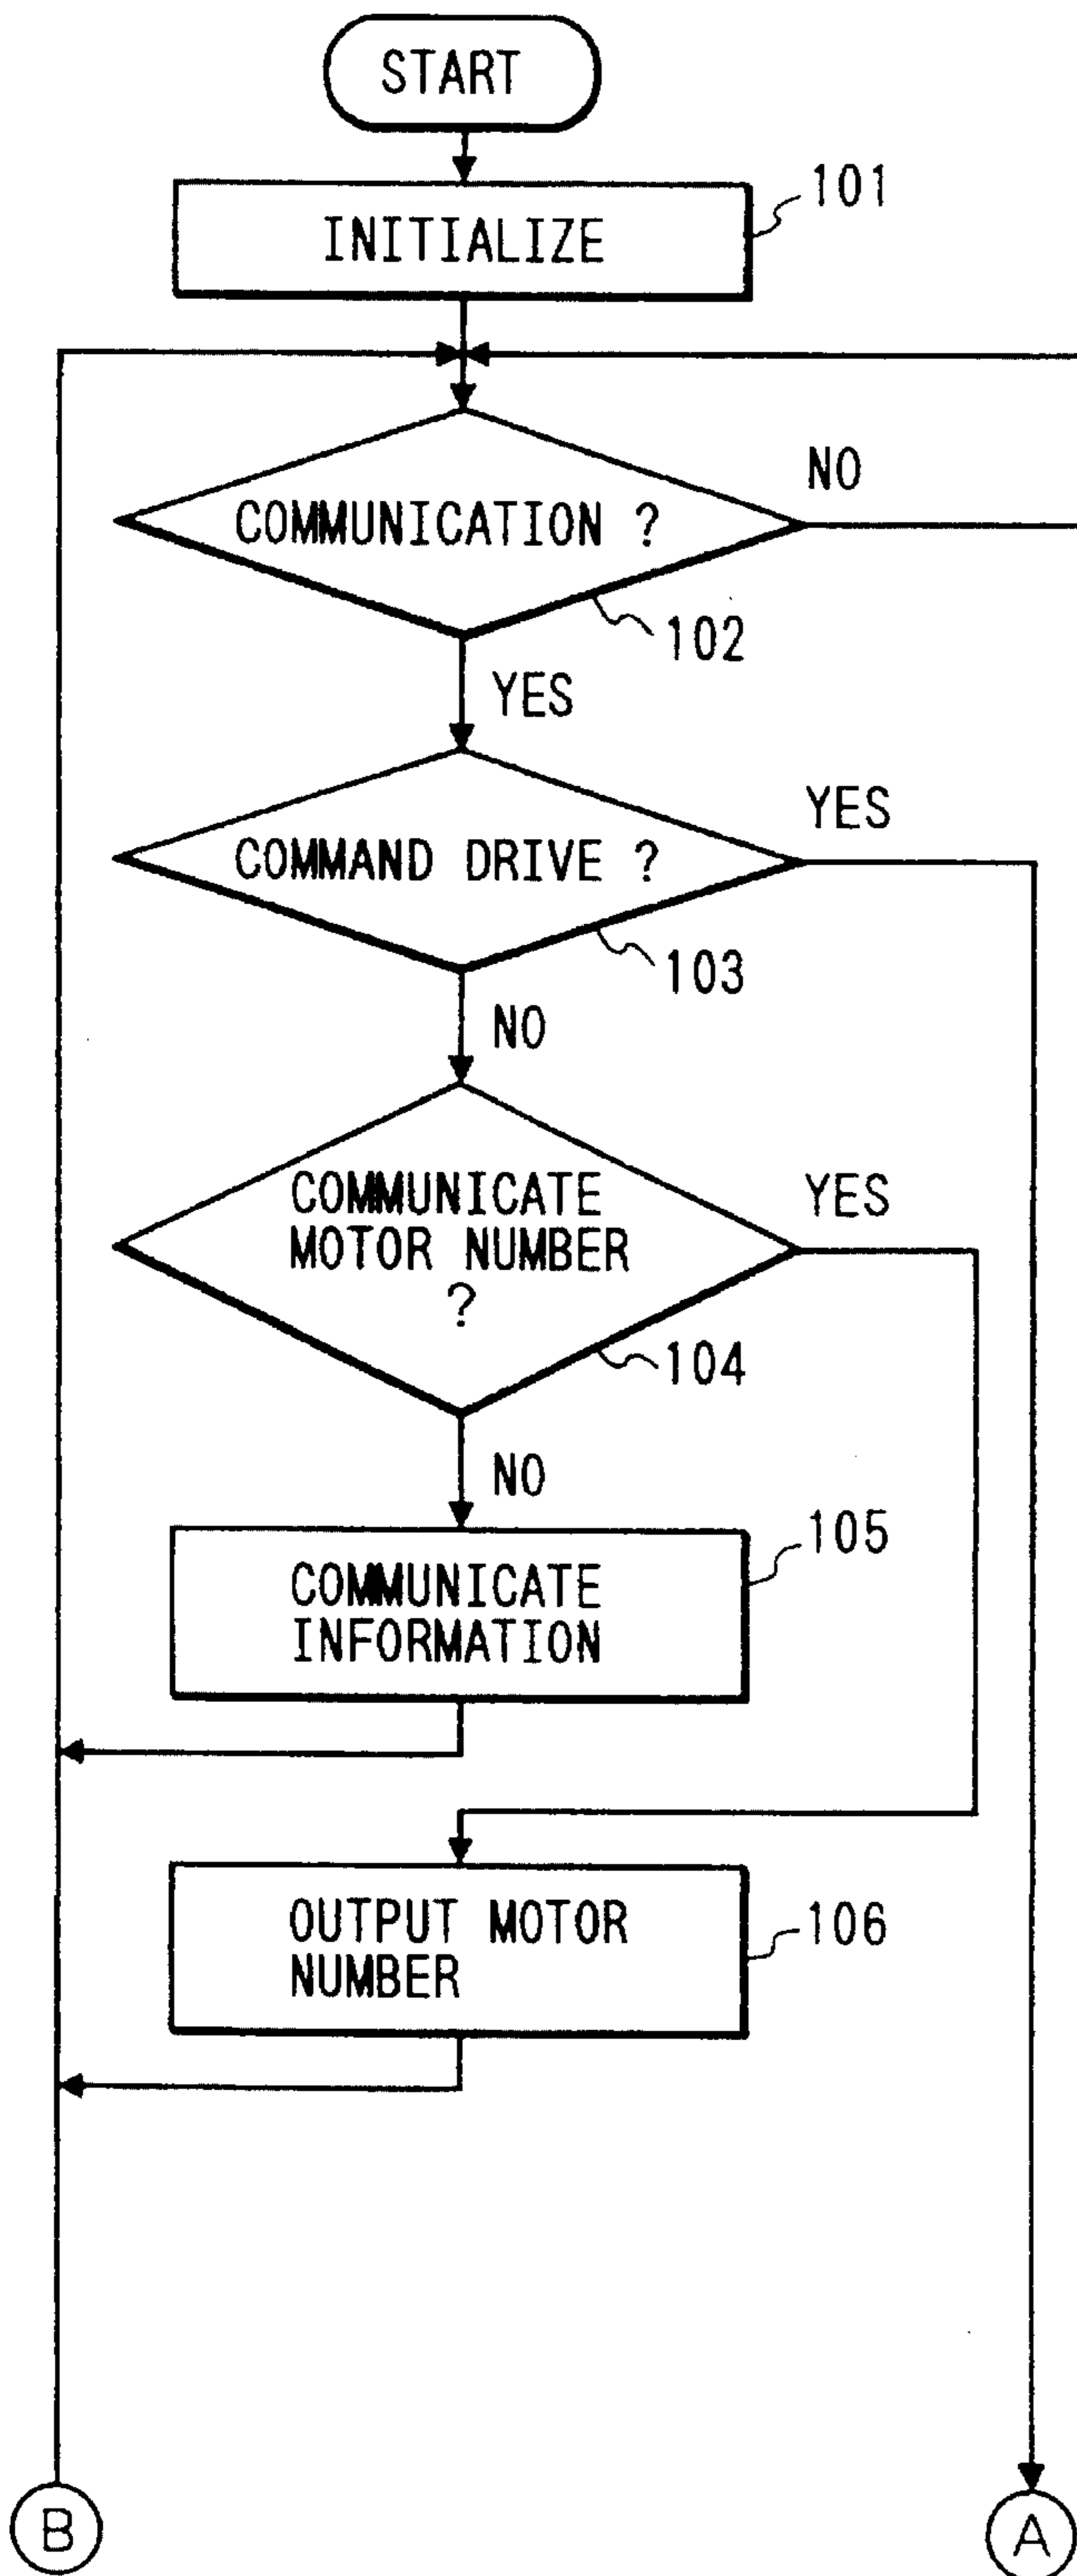 START
INITIALIZE
101
COMMUNICATION ?
NO
102
YES
COMMAND DRIVE ?
YES
103
NO
COMMUNICATE
MOTOR NUMBER
?
YES
104
NO
COMMUNICATE
INFORMATION
105
OUTPUT MOTOR
NUMBER
106
B
A